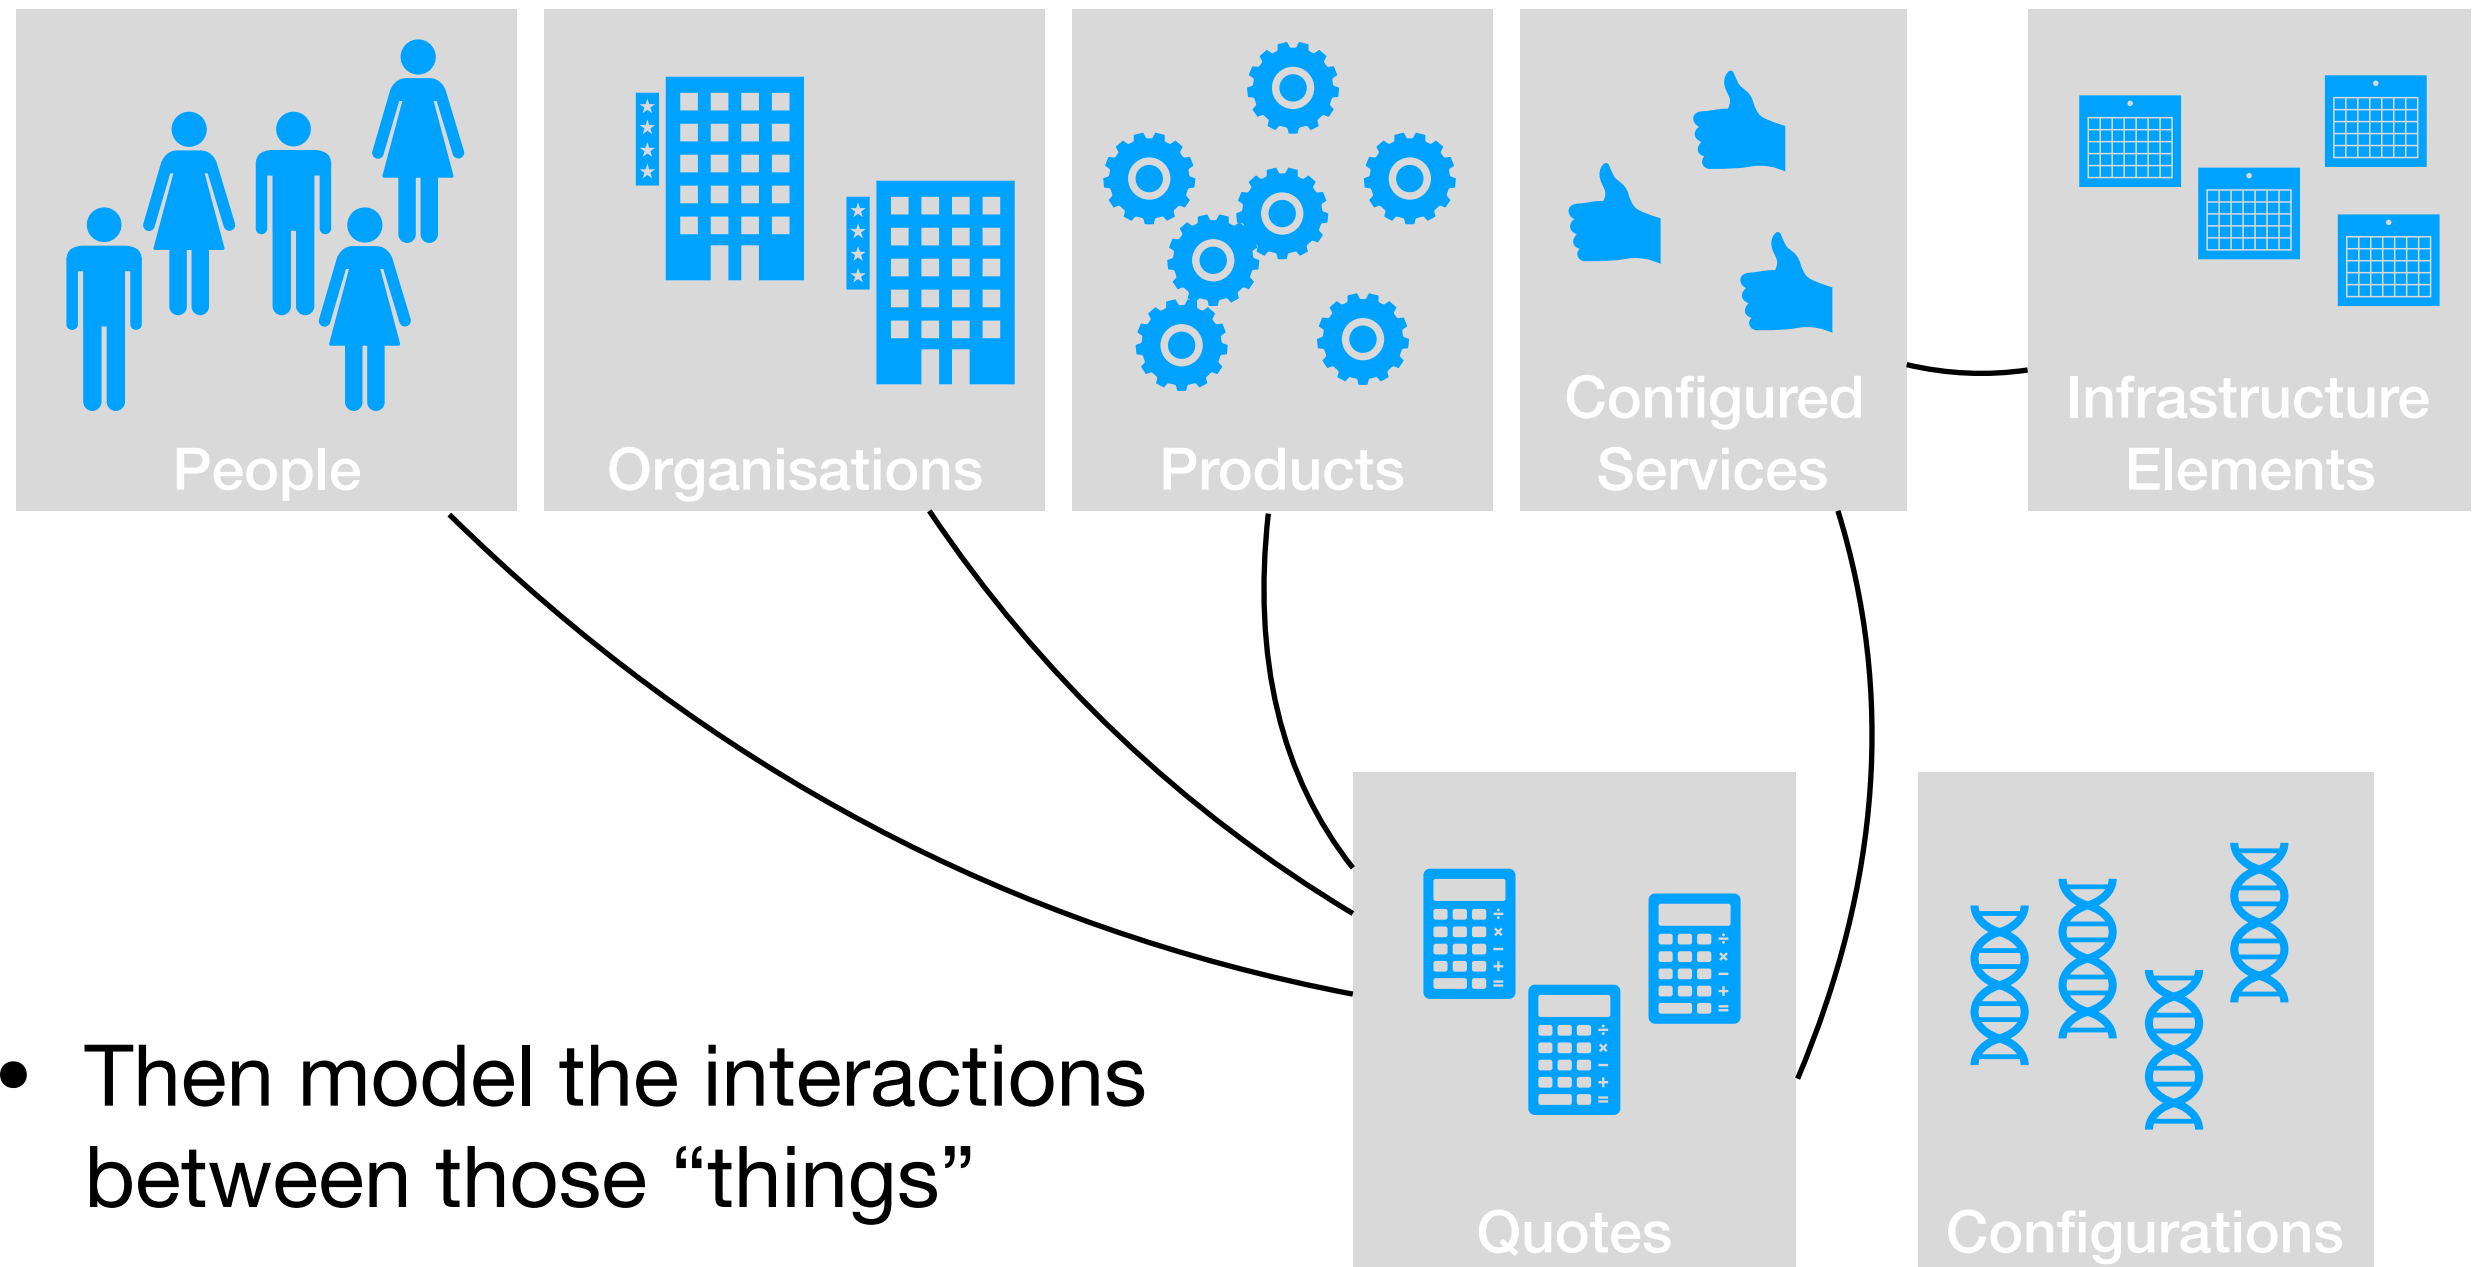 People
Organisations
Products
Configured
Services
Infrastructure
Elements
• Then model the interactions
between those “things”
Quotes
Configurations